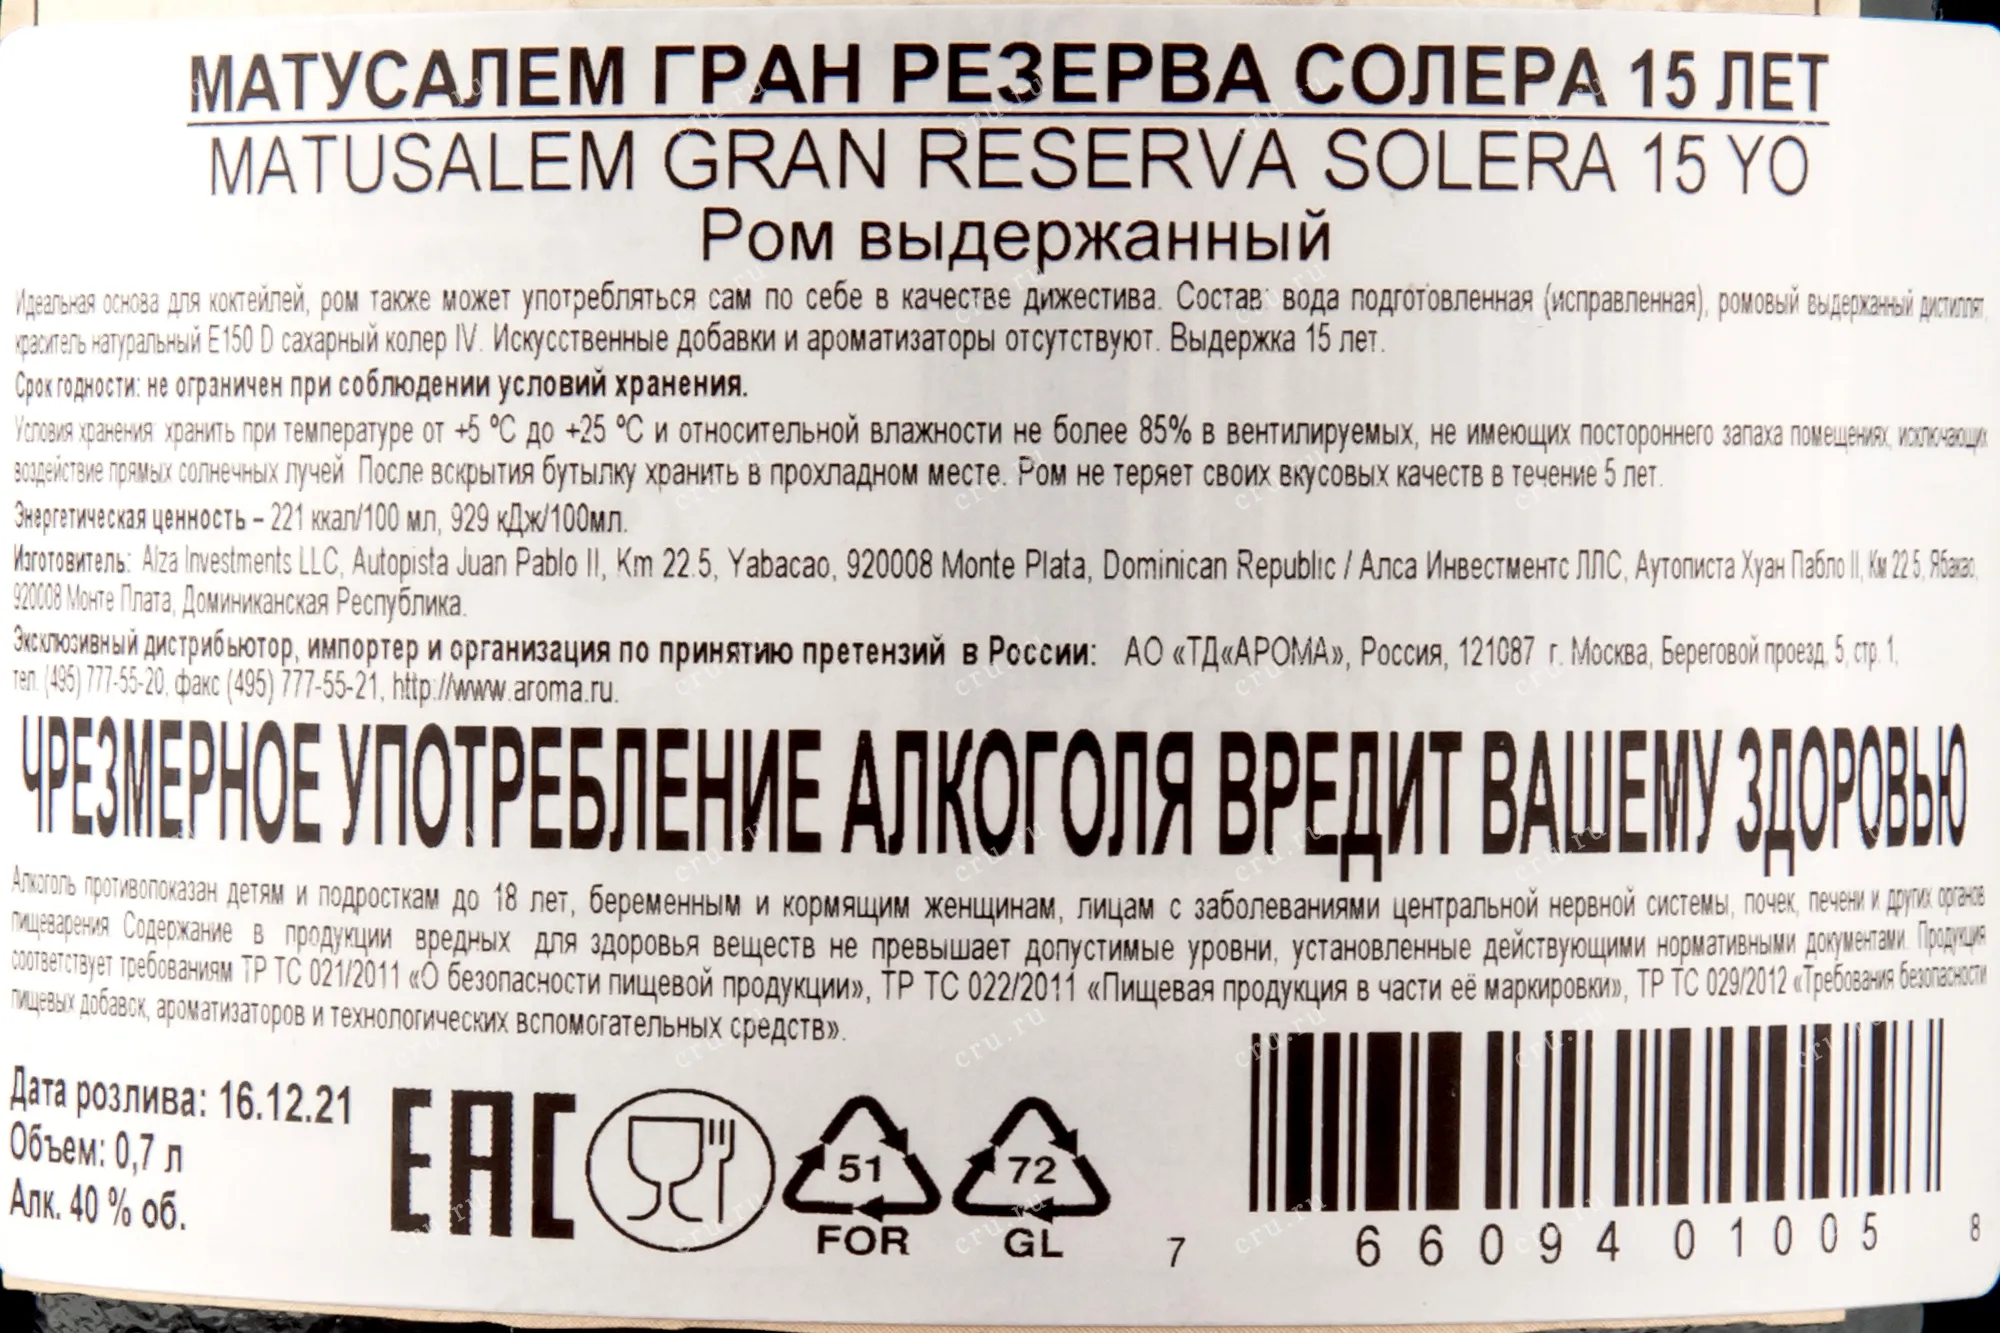 МАТУСАЛЕМ ГРАН РЕЗЕРВА СОЛЕРА 15 ЛЕТ
MATUSALEM GRAN RESERVA SOLERA 15 YO
Ром выдержанный
Идеальная основа для коктейлей, ром также может употребляться сам по себе в качестве дижестива. Состав: вода подготовленная (исправленная), ромовый выдержанный дистиллят,
краситель натуральный Е150 D сахарный колер IV. Искусственные добавки и ароматизаторы отсутствуют. Выдержка 15 лет.
Срок годности: не ограничен при соблюдении условий хранения.
Условия хранения: хранить при температуре от +5 ºС до +25 ºС и относительной влажности не более 85% в вентилируемых, не имеющих постороннего запаха помещениях, исключающих
воздействие прямых солнечных лучей. После вскрытия бутылку хранить в прохладном месте. Ром не теряет своих вкусовых качеств в течение 5 лет.
Энергетическая ценность – 221 ккал/100 мл, 929 кДж/100мл.
Изготовитель: Alza Investments LLC, Autopista Juan Pablo II, Km 22.5, Yabacao, 920008 Monte Plata, Dominican Republic / Алса Инвестментс ЛЛС, Аутописта Хуан Пабло II, Км 22.5, Ябакао,
920008 Монте Плата, Доминиканская Республика.
Эксклюзивный дистрибьютор, импортер и организация по принятию претензий в России: АО «ТД«АРОМА», Россия, 121087 г. Москва, Береговой проезд, 5, стр. 1,
тел. (495) 777-55-20, факс (495) 777-55-21, http://www.aroma.ru.
ЧРЕЗМЕРНОЕ УПОТРЕБЛЕНИЕ АЛКОГОЛЯ ВРЕДИТ ВАШЕМУ ЗДОРОВЬЮ
Алкоголь противопоказан детям и подросткам до 18 лет, беременным и кормящим женщинам, лицам с заболеваниями центральной нервной системы, почек, печени и других органов
пищеварения. Содержание в продукции вредных для здоровья веществ не превышает допустимые уровни, установленные действующими нормативными документами. Продукция
соответствует требованиям ТР ТС 021/2011 «О безопасности пищевой продукции», ТР ТС 022/2011 «Пищевая продукция в части её маркировки», ТР ТС 029/2012 «Требования безопасности
пищевых добавок, ароматизаторов и технологических вспомогательных средств».
Дата розлива: 16.12.21
Объем: 0,7 л
Алк. 40 % об.
ЕАС
51
FOR
72
GL
7 66094 01005 8
cru.ru